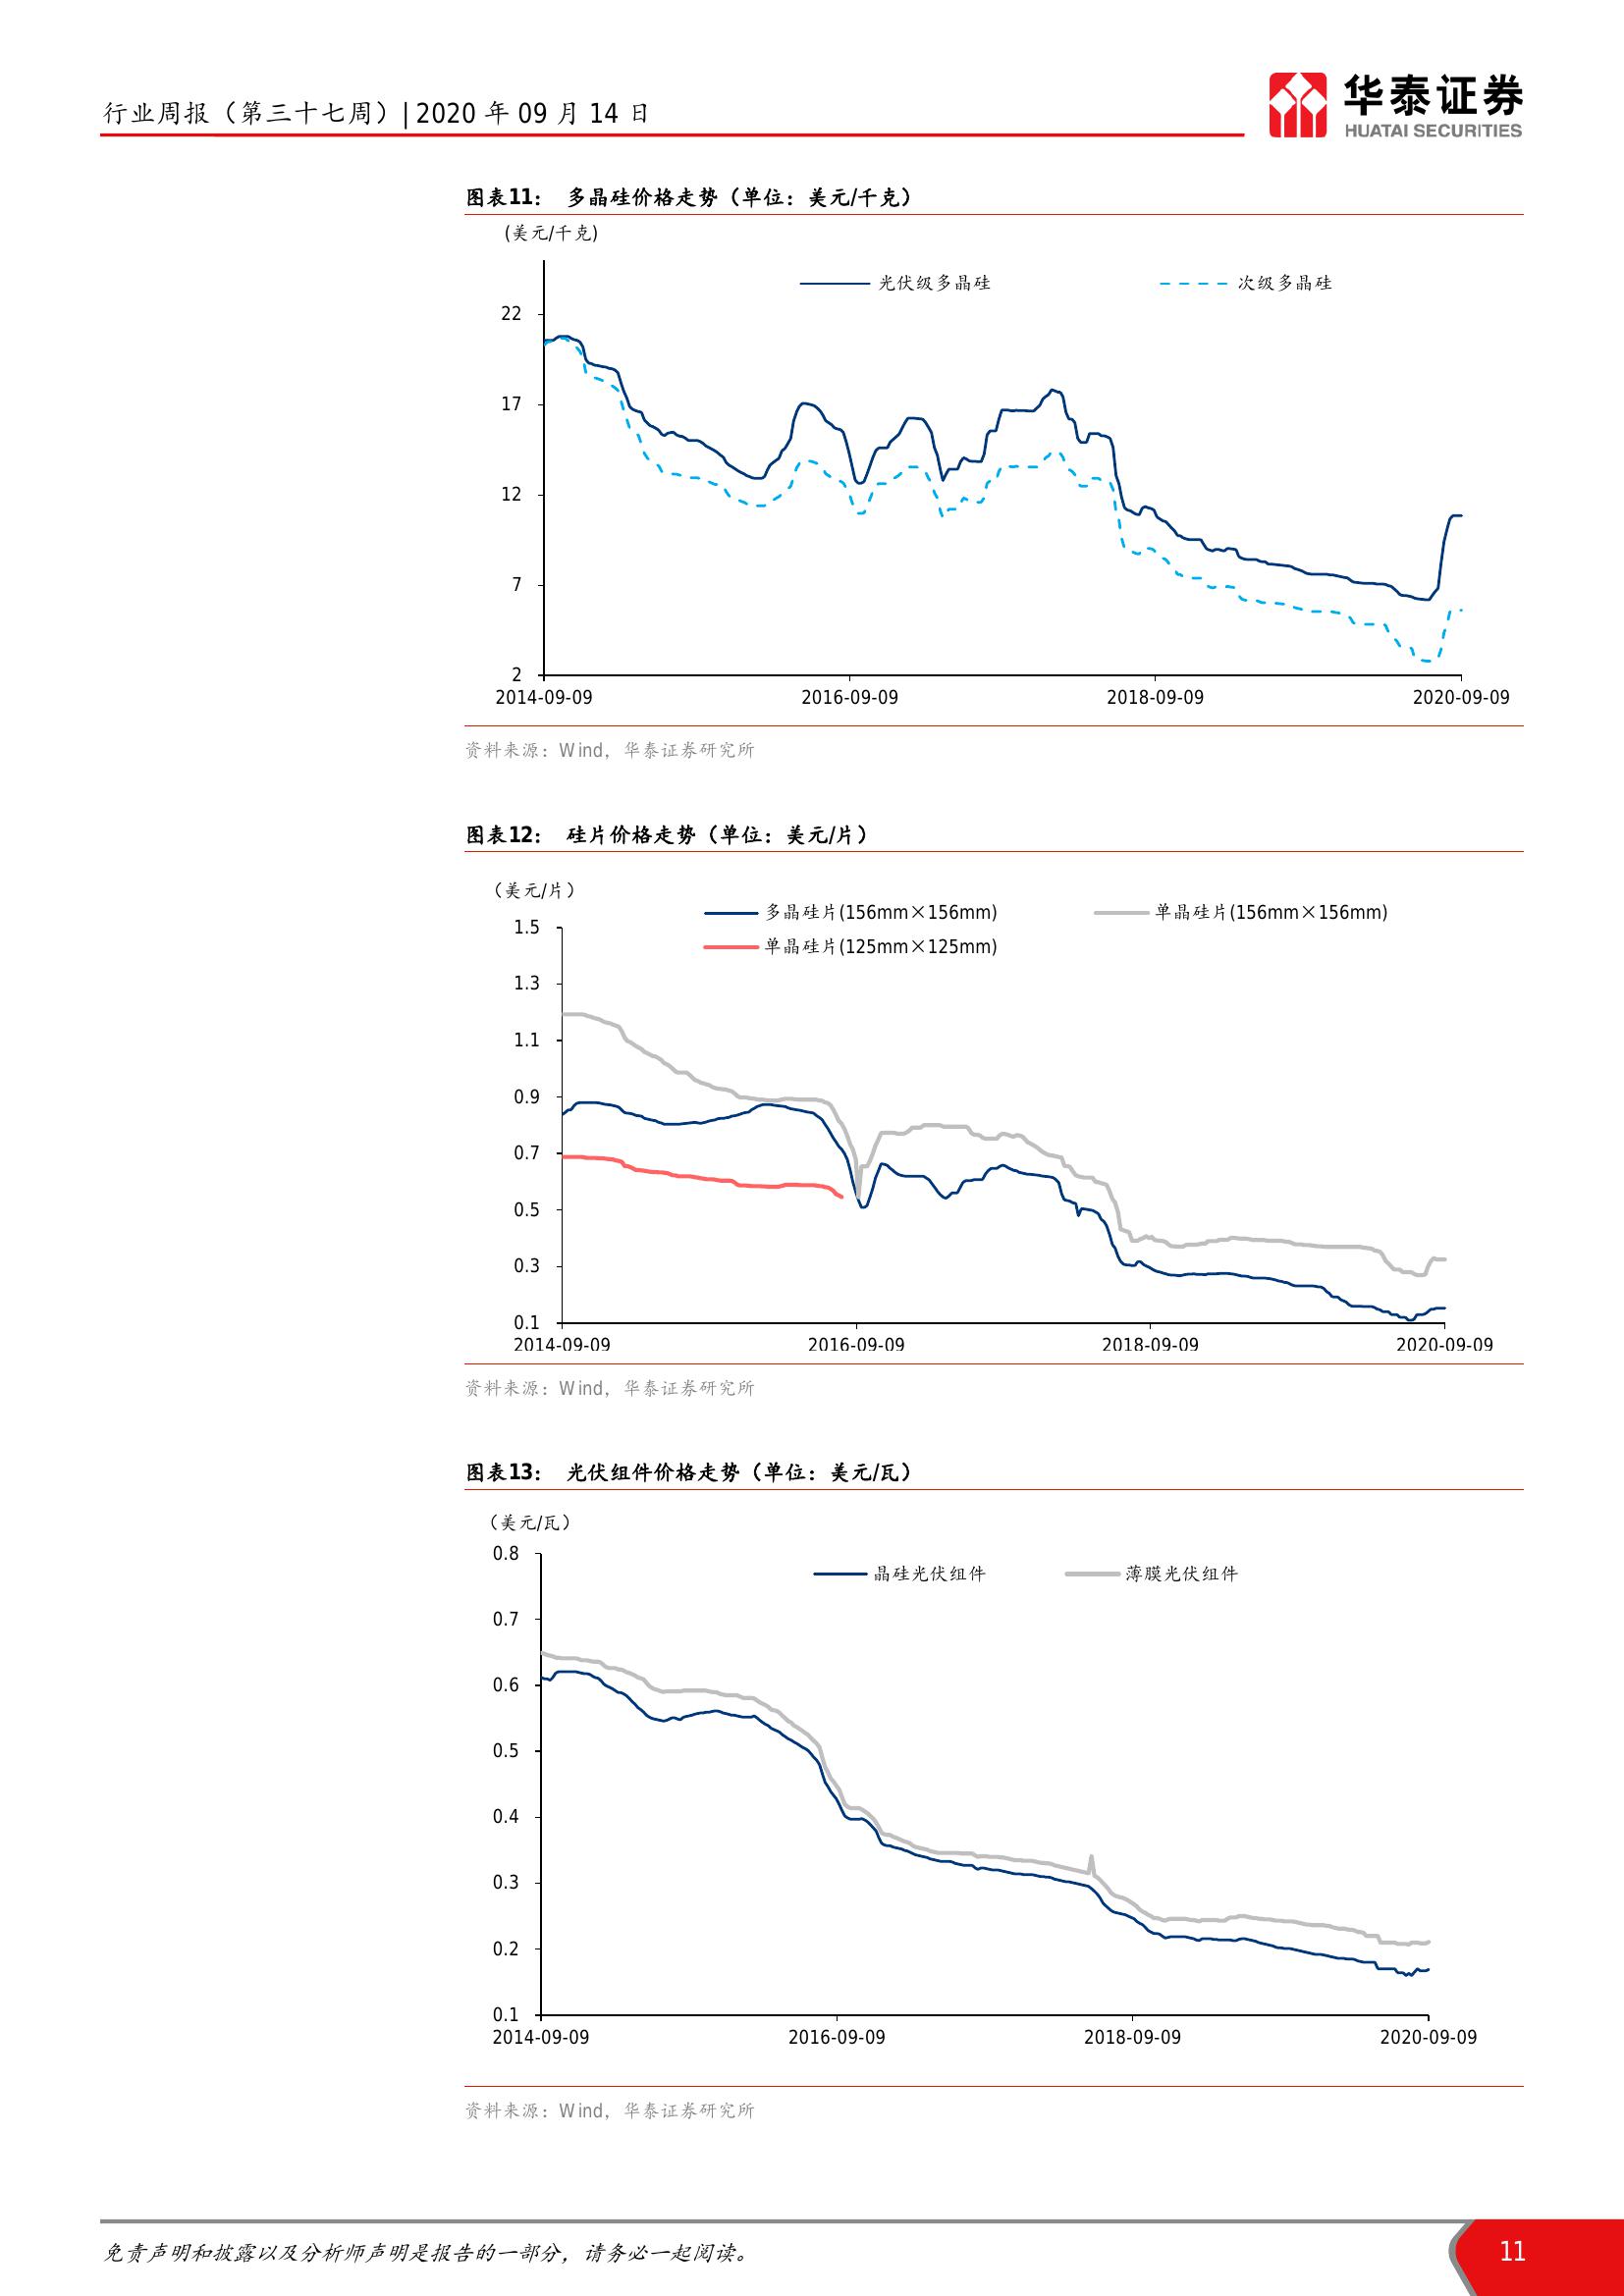 行业周报（第三十七周）| 2020 年 09 月 14 日
华泰证券
HUATAI SECURITIES
图表11： 多晶硅价格走势（单位：美元/千克）
(美元/千克)
光伏级多晶硅 次级多晶硅
22
17
12
7
2
2014-09-09 2016-09-09 2018-09-09 2020-09-09
资料来源：Wind，华泰证券研究所
图表12： 硅片价格走势（单位：美元/片）
（美元/片）
多晶硅片(156mm×156mm) 单晶硅片(156mm×156mm)
单晶硅片(125mm×125mm)
1.5
1.3
1.1
0.9
0.7
0.5
0.3
0.1
2014-09-09 2016-09-09 2018-09-09 2020-09-09
资料来源：Wind，华泰证券研究所
图表13： 光伏组件价格走势（单位：美元/瓦）
（美元/瓦）
晶硅光伏组件 薄膜光伏组件
0.8
0.7
0.6
0.5
0.4
0.3
0.2
0.1
2014-09-09 2016-09-09 2018-09-09 2020-09-09
资料来源：Wind，华泰证券研究所
免责声明和披露以及分析师声明是报告的一部分，请务必一起阅读。
11